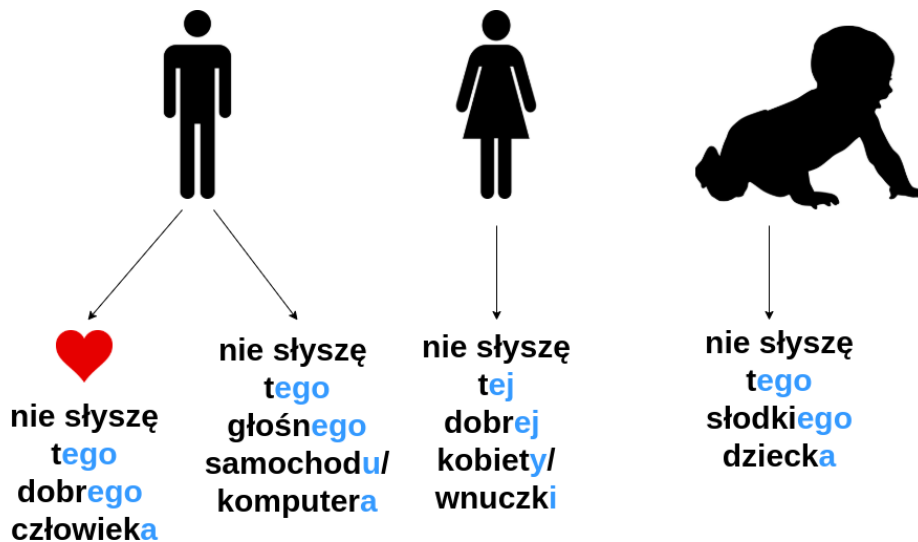 nie słyszę
tego
dobrego
człowieka
nie słyszę
tego
głośnego
samochodu/
komputera
nie słyszę
tej
dobrej
kobiety/
wnuczki
nie słyszę
tego
słodkiego
dziecka